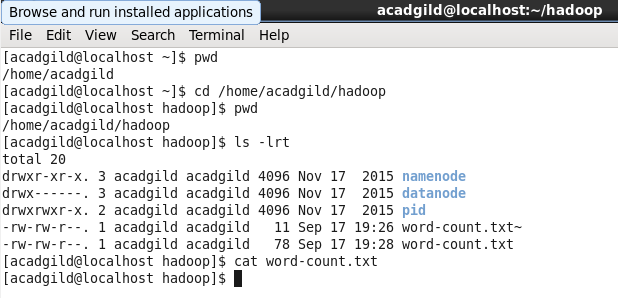 Browse and run installed applications
acadgild@localhost:~/hadoop
File Edit View Search Terminal Help
[acadgild@localhost ~]$ pwd
/home/acadgild
[acadgild@localhost ~]$ cd /home/acadgild/hadoop
[acadgild@localhost hadoop]$ pwd
/home/acadgild/hadoop
[acadgild@localhost hadoop]$ ls -lrt
total 20
drwxr-xr-x. 3 acadgild acadgild 4096 Nov 17  2015 namenode
drwx------. 3 acadgild acadgild 4096 Nov 17  2015 datanode
drwxrwxr-x. 2 acadgild acadgild 4096 Nov 17  2015 pid
-rw-rw-r--. 1 acadgild acadgild   11 Sep 17 19:26 word-count.txt~
-rw-rw-r--. 1 acadgild acadgild   78 Sep 17 19:28 word-count.txt
[acadgild@localhost hadoop]$ cat word-count.txt
[acadgild@localhost hadoop]$